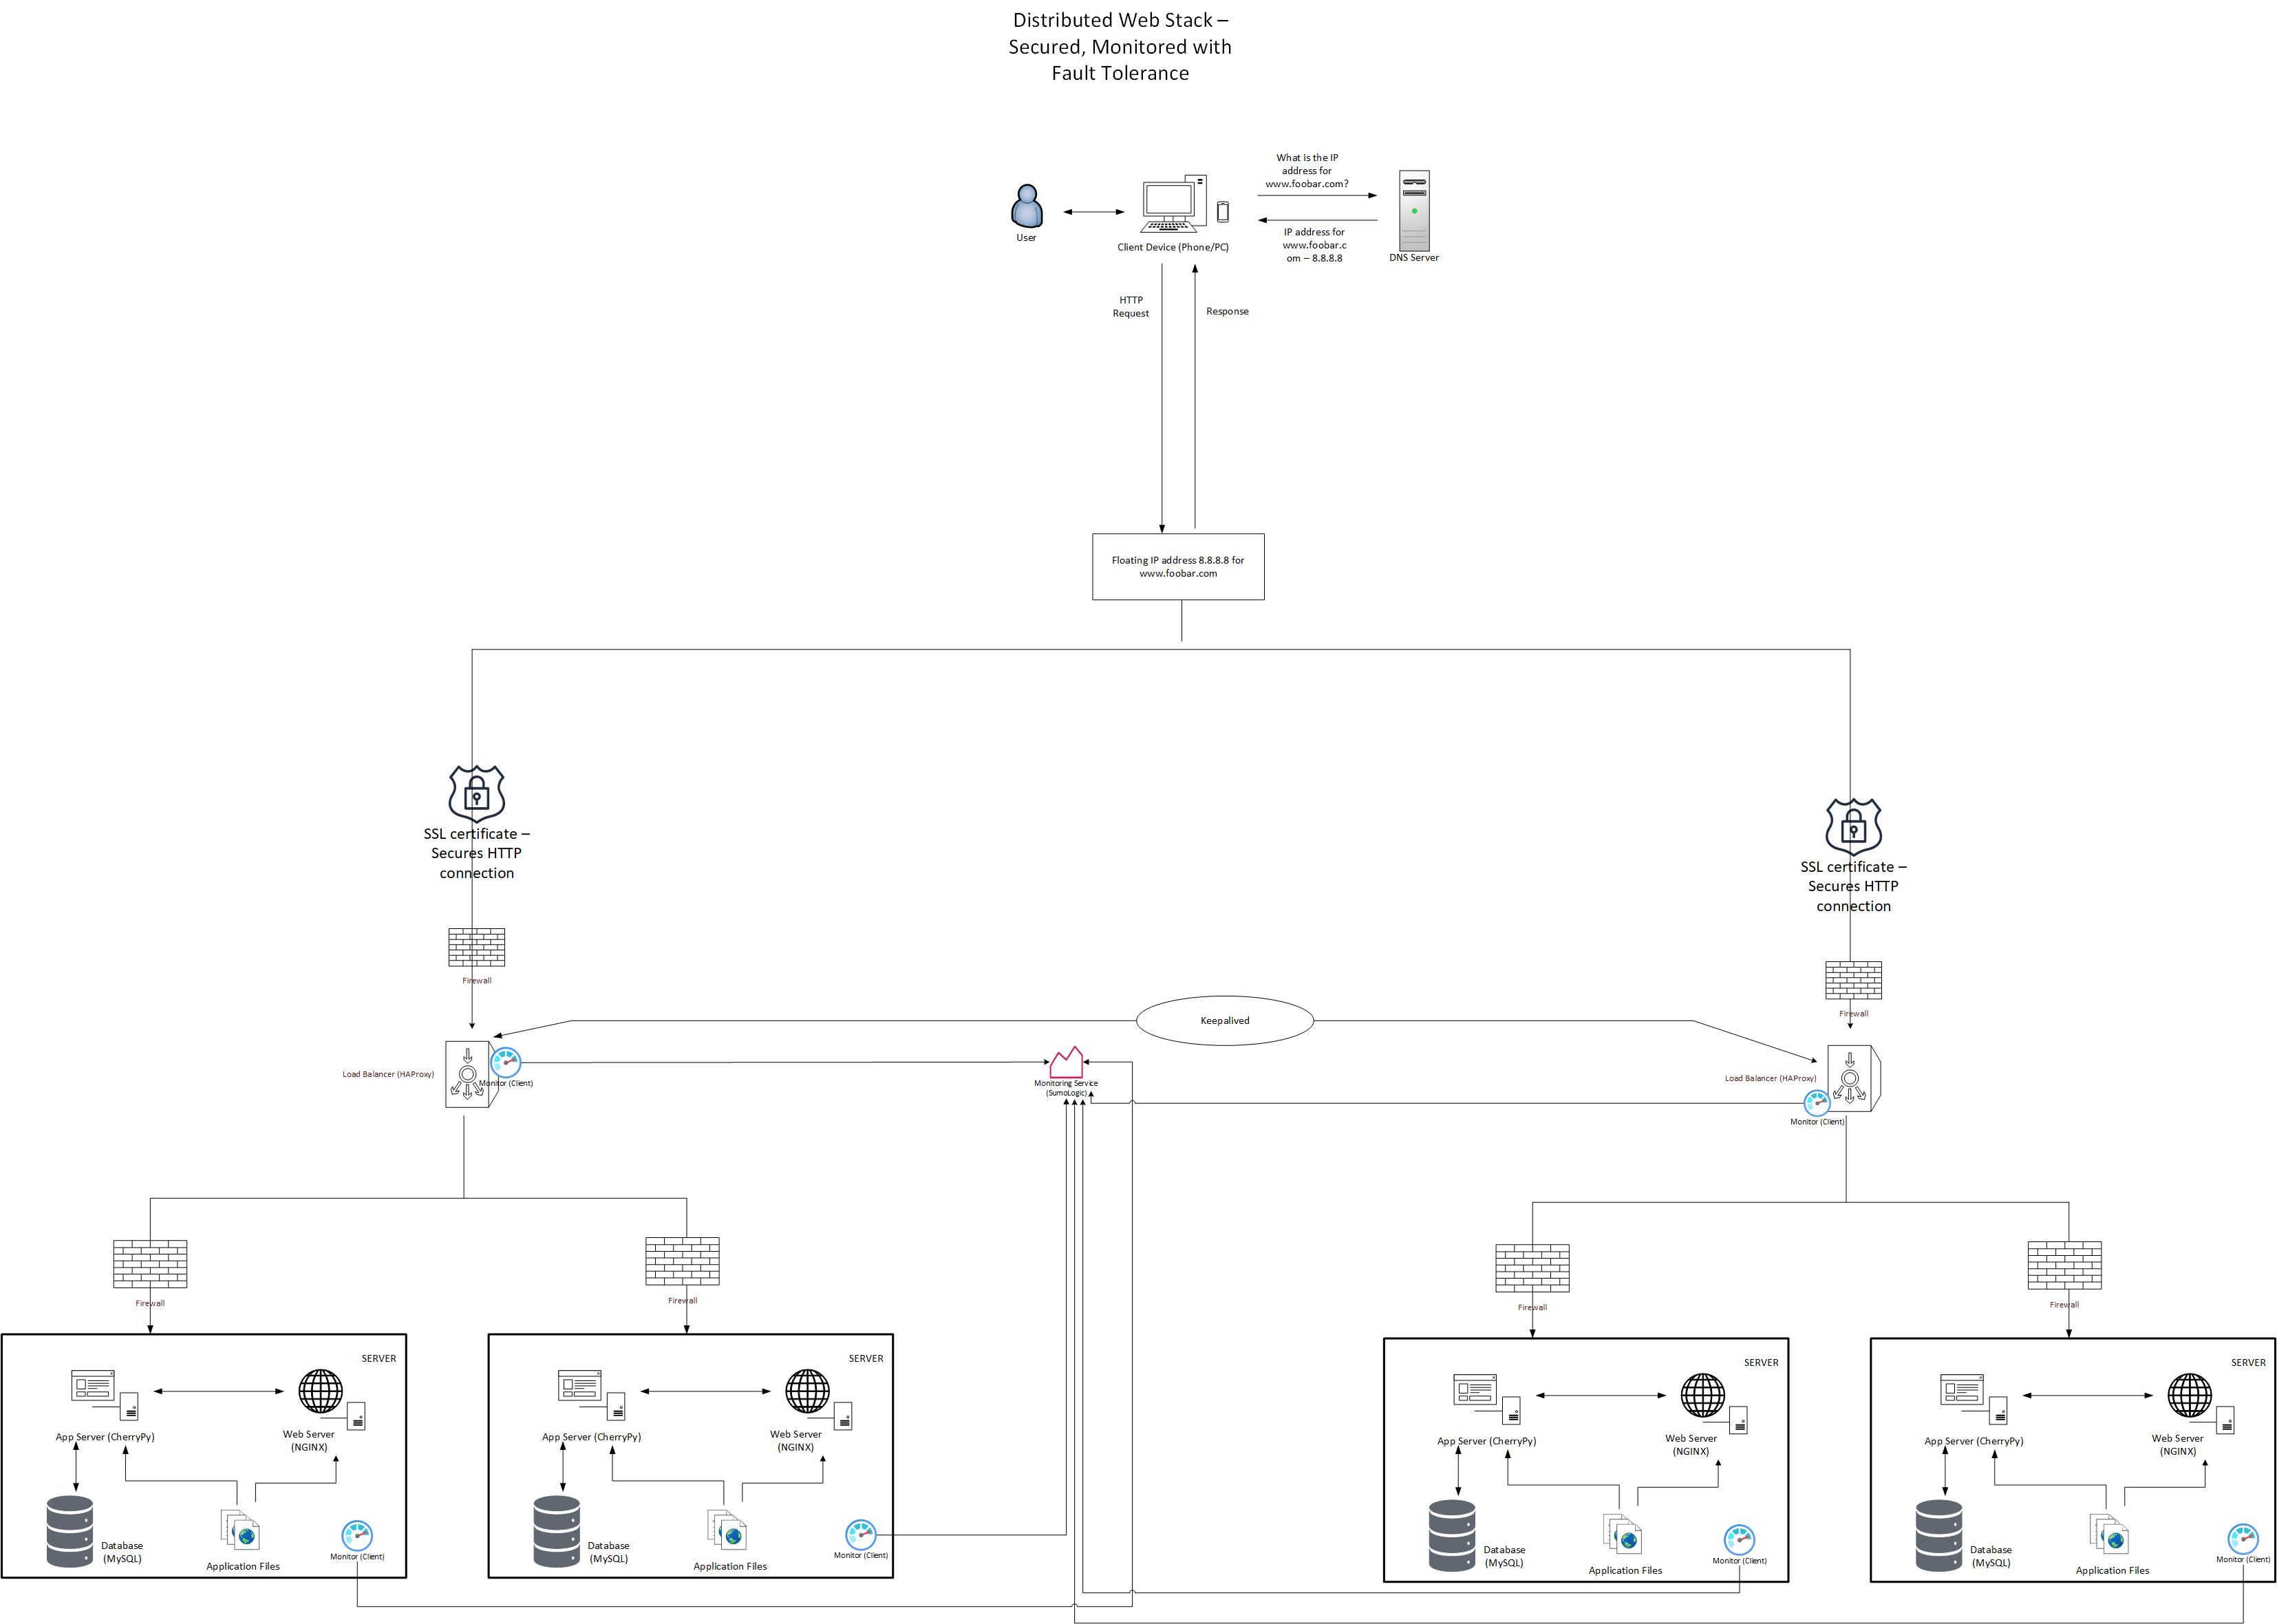 Distributed Web Stack –
Secured, Monitored with
Fault Tolerance
What is the IP
address for
www.foobar.com?
User
Client Device (Phone/PC)
IP address for
www.foobar.c
om – 8.8.8.8
DNS Server
HTTP
Request
Response
Floating IP address 8.8.8.8 for
www.foobar.com
SSL certificate –
Secures HTTP
connection
SSL certificate –
Secures HTTP
connection
Firewall
Firewall
Keepalived
Load Balancer (HAProxy)
Monitor (Client)
Monitoring Service
(SumoLogic)
Load Balancer (HAProxy)
Monitor (Client)
Firewall
Firewall
Firewall
Firewall
SERVER
App Server (CherryPy)
Web Server
(NGINX)
Database
(MySQL)
Application Files
Monitor (Client)
SERVER
App Server (CherryPy)
Web Server
(NGINX)
Database
(MySQL)
Application Files
Monitor (Client)
SERVER
App Server (CherryPy)
Web Server
(NGINX)
Database
(MySQL)
Application Files
Monitor (Client)
SERVER
App Server (CherryPy)
Web Server
(NGINX)
Database
(MySQL)
Application Files
Monitor (Client)